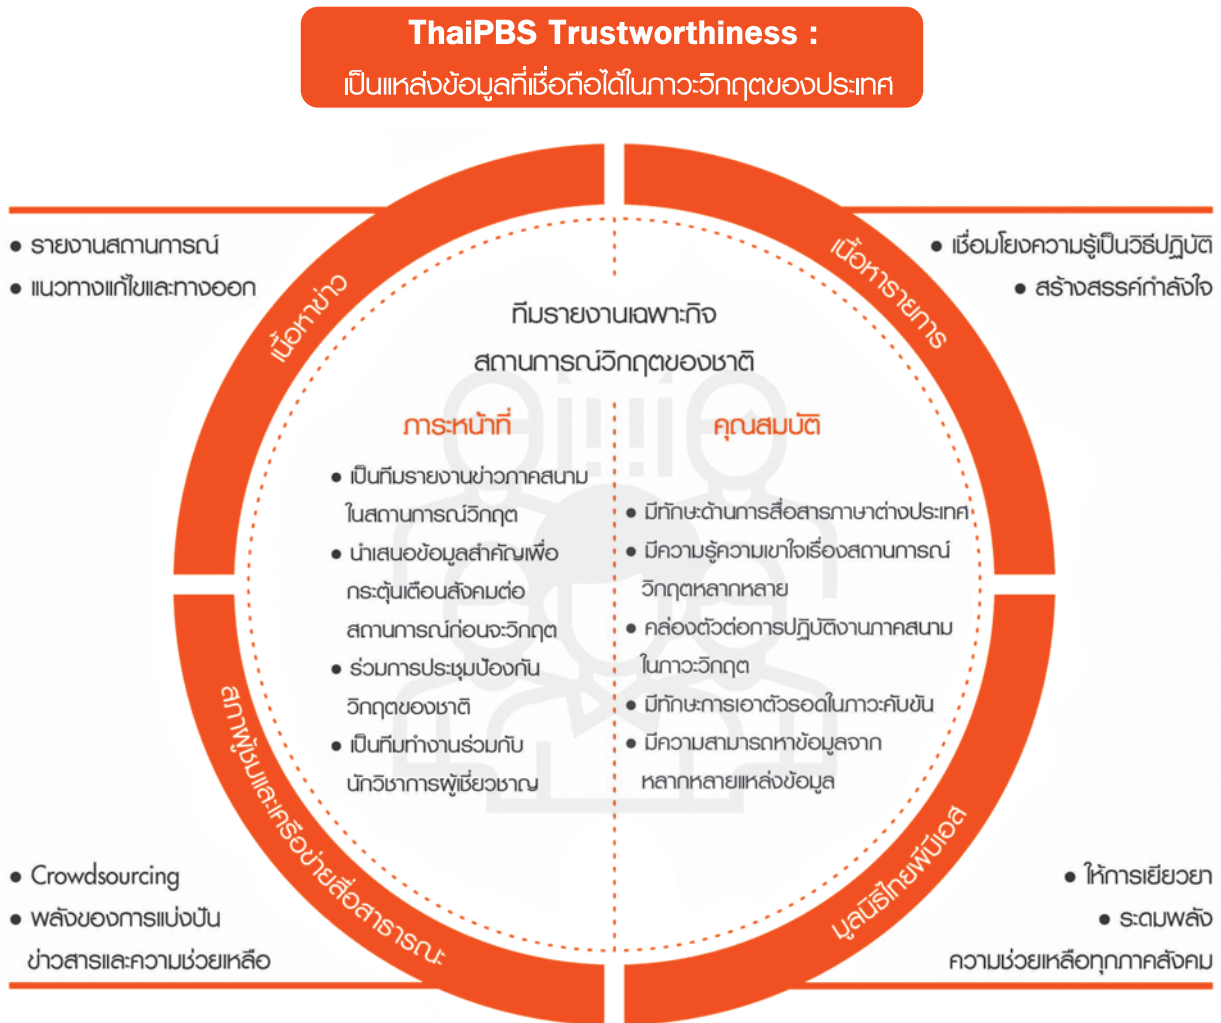 ThaiPBS Trustworthiness :
เป็นแหล่งข้อมูลที่เชื่อถือได้ในภาวะวิกฤตของประเทศ
เนื้อหาข่าว
● รายงานสถานการณ์
● แนวทางแก้ไขและทางออก
เนื้อหารายการ
● เชื่อมโยงความรู้เป็นวิธีปฏิบัติ
● สร้างสรรค์กำลังใจ
ทีมรายงานเฉพาะกิจ
สถานการณ์วิกฤตของชาติ
ภาระหน้าที่
● เป็นทีมรายงานข่าวภาคสนาม
ในสถานการณ์วิกฤต
● นำเสนอข้อมูลสำคัญเพื่อ
กระตุ้นเตือนสังคมต่อ
สถานการณ์ก่อนจะวิกฤต
● ร่วมการประชุมป้องกัน
วิกฤตของชาติ
● เป็นทีมทำงานร่วมกับ
นักวิชาการผู้เชี่ยวชาญ
คุณสมบัติ
● มีทักษะด้านการสื่อสารภาษาต่างประเทศ
● มีความรู้ความเขาใจเรื่องสถานการณ์
วิกฤตหลากหลาย
● คล่องตัวต่อการปฏิบัติงานภาคสนาม
ในภาวะวิกฤต
● มีทักษะการเอาตัวรอดในภาวะคับขัน
● มีความสามารถหาข้อมูลจาก
หลากหลายแหล่งข้อมูล
สภาผู้ชมและเครือข่ายสื่อสาธารณะ
● Crowdsourcing
● พลังของการแบ่งปัน
ข่าวสารและความช่วยเหลือ
มูลนิธิไทยพีบีเอส
● ให้การเยียวยา
● ระดมพลัง
ความช่วยเหลือทุกภาคสังคม